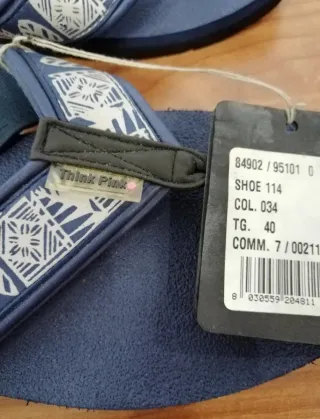 Think Pink
84902 / 95101 0
SHOE 114
COL. 034
TG. 40
COMM. 7 / 00211
8 030559 204811